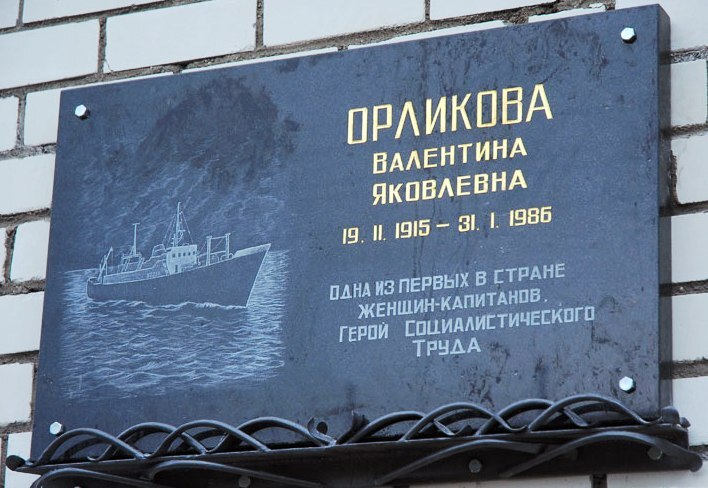 ОРЛИКОВА
ВАЛЕНТИНА
ЯКОВЛЕВНА
19. II. 1915 – 31. I. 1986
ОДНА ИЗ ПЕРВЫХ В СТРАНЕ
ЖЕНЩИН-КАПИТАНОВ.
ГЕРОЙ СОЦИАЛИСТИЧЕСКОГО
ТРУДА